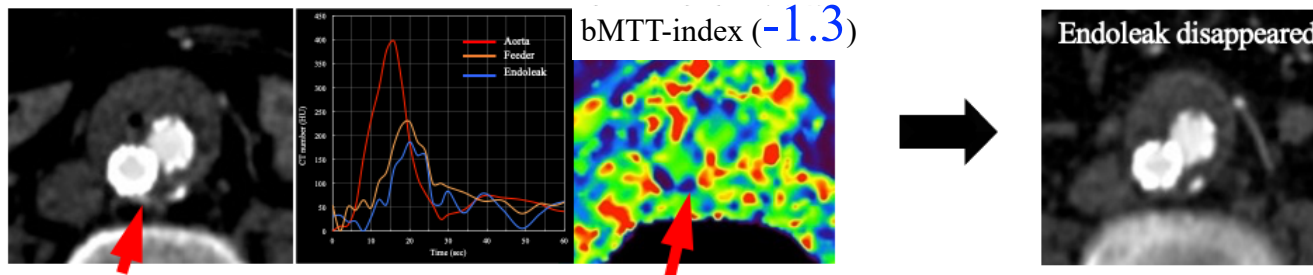 bMTT-index (-1.3)
Endoleak disappeared
CT number (HU)
450
400
350
300
250
200
150
100
50
0
Aorta
Feeder
Endoleak
0 10 20 30 40 50 60
Time (sec)